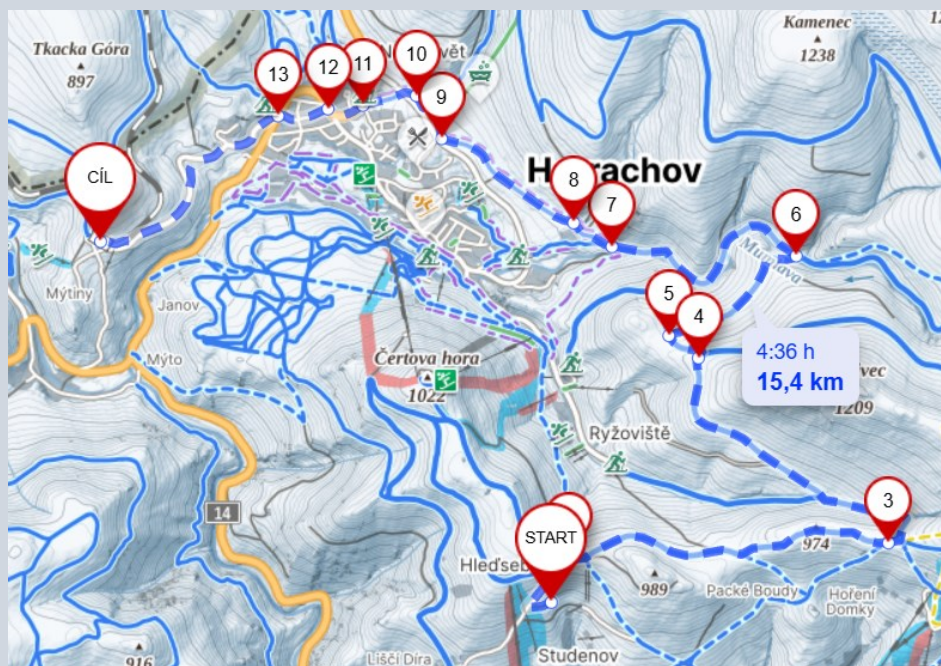 Tkacka Góra
897
Kamenec
1238
13
12
11
10
9
CÍL
8
7
6
Mumlava
Mýtiny
Janov
5
4
4:36 h
15,4 km
Mýto
Čertova hora
1022
1209
Ryžoviště
14
START
3
974
989
Packé Boudy
Hoření
Domky
916
Liščí Díra
Studenov